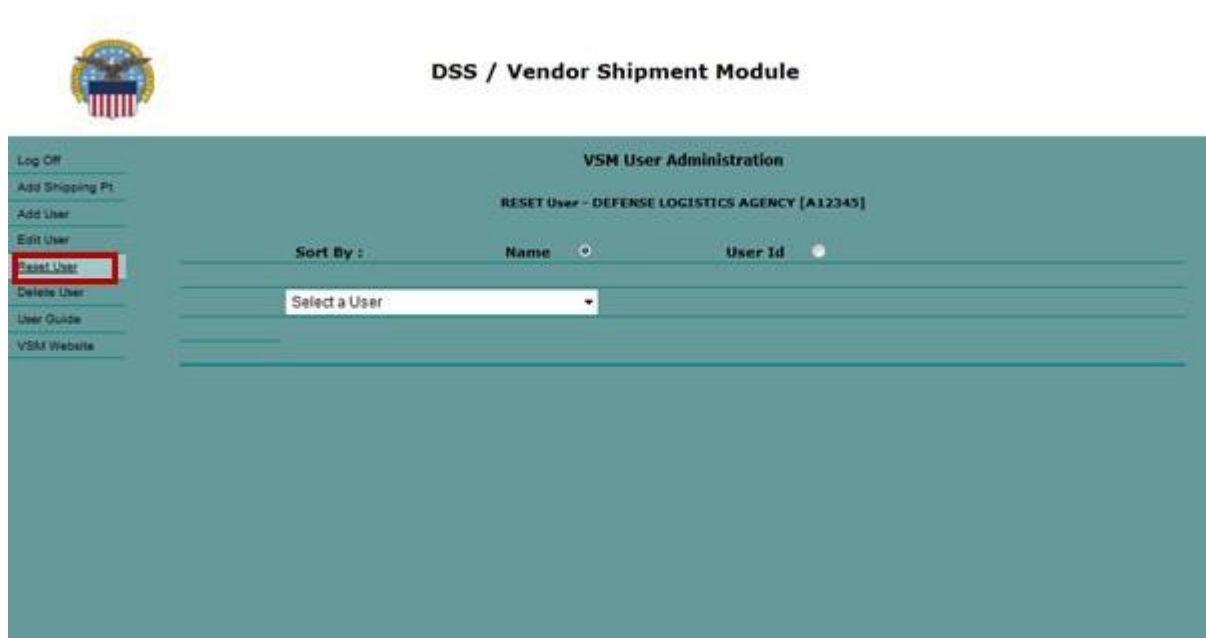 DSS / Vendor Shipment Module
Log Off
Add Shipping Pt
Add User
Edit User
Reset User
Delete User
User Guide
VSM Website
VSM User Administration
RESET User - DEFENSE LOGISTICS AGENCY [A12345]
Sort By : Name User Id
Select a User